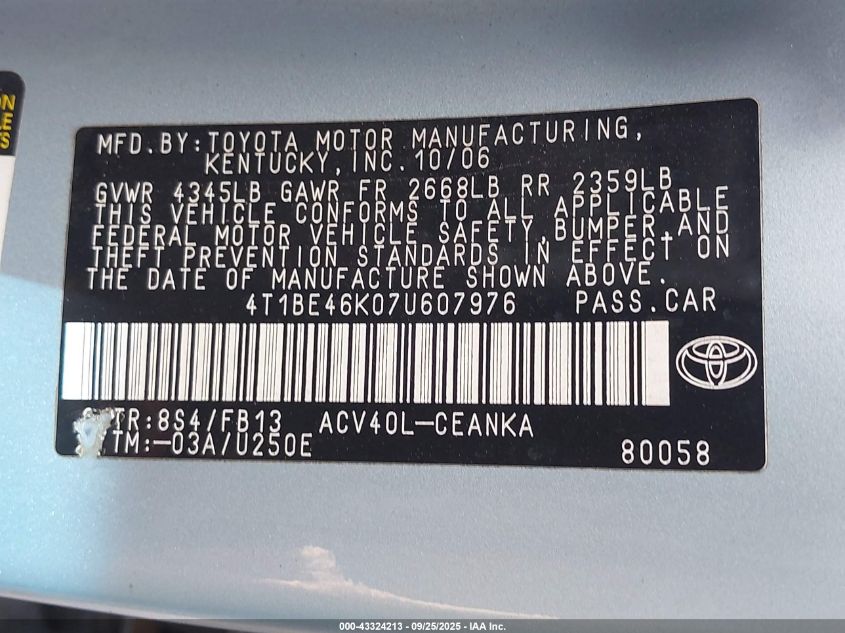 ON
LE
TS
MFD.BY:TOYOTA MOTOR MANUFACTURING,
KENTUCKY,INC.10/06
GVWR 4345LB GAWR FR 2668LB RR 2359LB
THIS VEHICLE CONFORMS TO ALL APPLICABLE
FEDERAL MOTOR VEHICLE SAFETY,BUMPER,AND
THEFT PREVENTION STANDARDS IN EFFECT ON
THE DATE OF MANUFACTURE SHOWN ABOVE.
4T1BE46K07U607976 PASS.CAR
TR:8S4/FB13 ACV40L-CEANKA
TM:-03A/U250E
80058
000-43324213 - 09/25/2025 - IAA Inc.